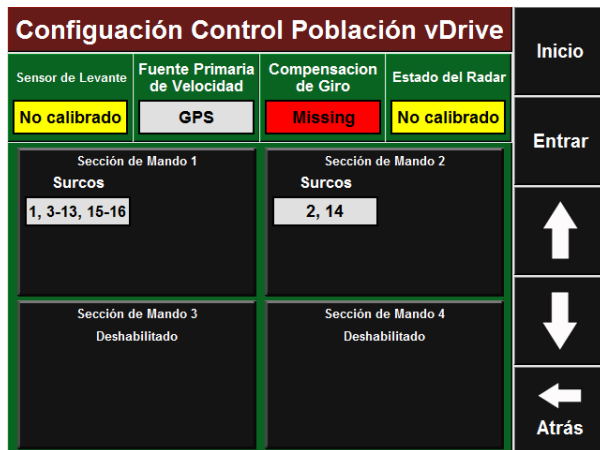 Configuación Control Población vDrive
Inicio
Sensor de Levante
Fuente Primaria
de Velocidad
Compensacion
de Giro
Estado del Radar
No calibrado
GPS
Missing
No calibrado
Entrar
Sección de Mando 1
Surcos
1, 3-13, 15-16
Sección de Mando 2
Surcos
2, 14
Sección de Mando 3
Deshabilitado
Sección de Mando 4
Deshabilitado
Atrás